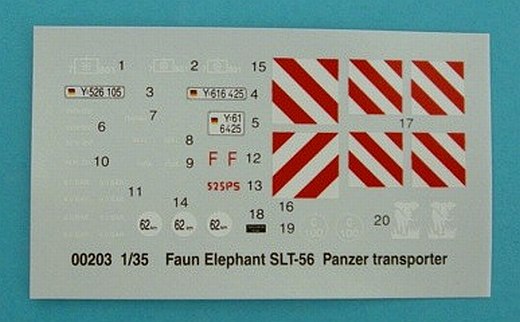 1 2 15
Y-526 105 3 Y-616 425 4
6 7 Y-61
6425 5 17
8
10 9 F F 12
11 525PS 13
14 16
62 62 62 18 19 C
100 C
100 20
00203 1/35 Faun Elephant SLT-56 Panzer transporter